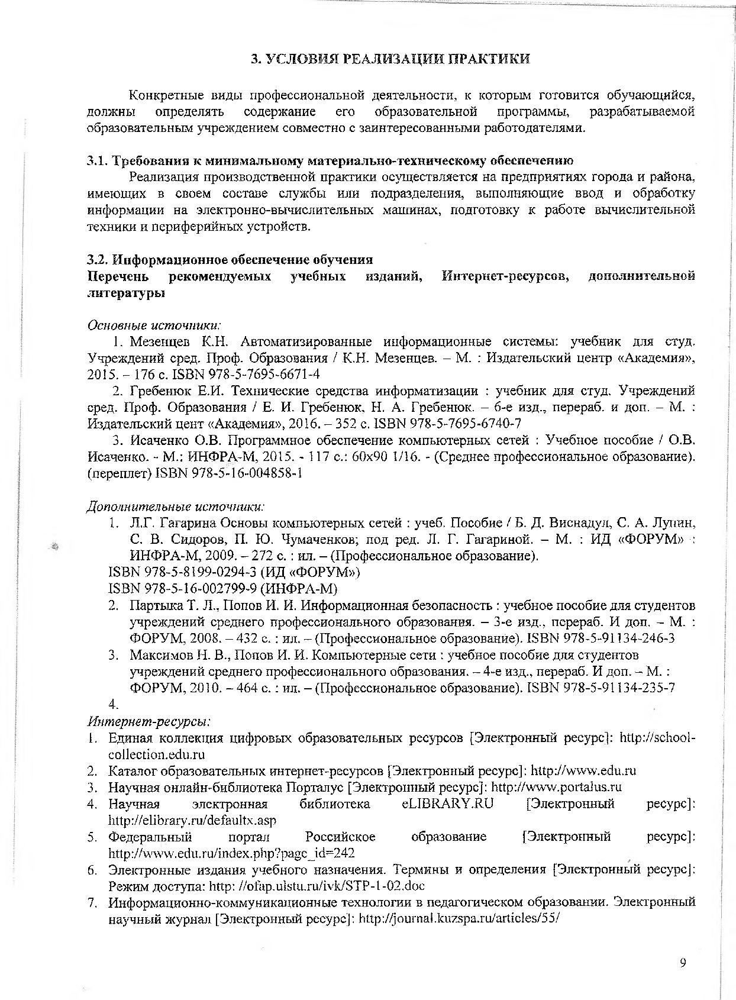 3. УСЛОВИЯ РЕАЛИЗАЦИИ ПРАКТИКИ
Конкретные виды профессиональной деятельности, к которым готовится обучающийся,
должны определять содержание его образовательной программы, разрабатываемой
образовательным учреждением совместно с заинтересованными работодателями.
3.1. Требования к минимальному материально-техническому обеспечению
Реализация производственной практики осуществляется на предприятиях города и района,
имеющих в своем составе службы или подразделения, выполняющие ввод и обработку
информации на электронно-вычислительных машинах, подготовку к работе вычислительной
техники и периферийных устройств.
3.2. Информационное обеспечение обучения
Перечень рекомендуемых учебных изданий, Интернет-ресурсов, дополнительной
литературы
Основные источники:
1. Мезенцев К.Н. Автоматизированные информационные системы: учебник для студ.
Учреждений сред. Проф. Образования / К.Н. Мезенцев. – М. : Издательский центр «Академия»,
2015. – 176 с. ISBN 978-5-7695-6671-4
2. Гребенюк Е.И. Технические средства информатизации : учебник для студ. Учреждений
сред. Проф. Образования / Е. И. Гребенюк, Н. А. Гребенюк. – 6-е изд., перераб. и доп. – М. :
Издательский цент «Академия», 2016. – 352 с. ISBN 978-5-7695-6740-7
3. Исаченко О.В. Программное обеспечение компьютерных сетей : Учебное пособие / О.В.
Исаченко. - М.: ИНФРА-М, 2015. - 117 с.: 60x90 1/16. - (Среднее профессиональное образование).
(переплет) ISBN 978-5-16-004858-1
Дополнительные источники:
1. Л.Г. Гагарина Основы компьютерных сетей : учеб. Пособие / Б. Д. Виснадул, С. А. Лупин,
С. В. Сидоров, П. Ю. Чумаченков; под ред. Л. Г. Гагариной. – М. : ИД «ФОРУМ» :
ИНФРА-М, 2009. – 272 с. : ил. – (Профессиональное образование).
ISBN 978-5-8199-0294-3 (ИД «ФОРУМ»)
ISBN 978-5-16-002799-9 (ИНФРА-М)
2. Партыка Т. Л., Попов И. И. Информационная безопасность : учебное пособие для студентов
учреждений среднего профессионального образования. – 3-е изд., перераб. И доп. – М. :
ФОРУМ, 2008. – 432 с. : ил. – (Профессиональное образование). ISBN 978-5-91134-246-3
3. Максимов Н. В., Попов И. И. Компьютерные сети : учебное пособие для студентов
учреждений среднего профессионального образования. – 4-е изд., перераб. И доп. – М. :
ФОРУМ, 2010. – 464 с. : ил. – (Профессиональное образование). ISBN 978-5-91134-235-7
4.
Интернет-ресурсы:
1. Единая коллекция цифровых образовательных ресурсов [Электронный ресурс]: http://school-
collection.edu.ru
2. Каталог образовательных интернет-ресурсов [Электронный ресурс]: http://www.edu.ru
3. Научная онлайн-библиотека Порталус [Электронный ресурс]: http://www.portalus.ru
4. Научная электронная библиотека eLIBRARY.RU [Электронный ресурс]:
http://elibrary.ru/defaultx.asp
5. Федеральный портал Российское образование [Электронный ресурс]:
http://www.edu.ru/index.php?page_id=242
6. Электронные издания учебного назначения. Термины и определения [Электронный ресурс]:
Режим доступа: http: //ofap.ulstu.ru/ivk/STP-1-02.doc
7. Информационно-коммуникационные технологии в педагогическом образовании. Электронный
научный журнал [Электронный ресурс]: http://journal.kuzspa.ru/articles/55/
9